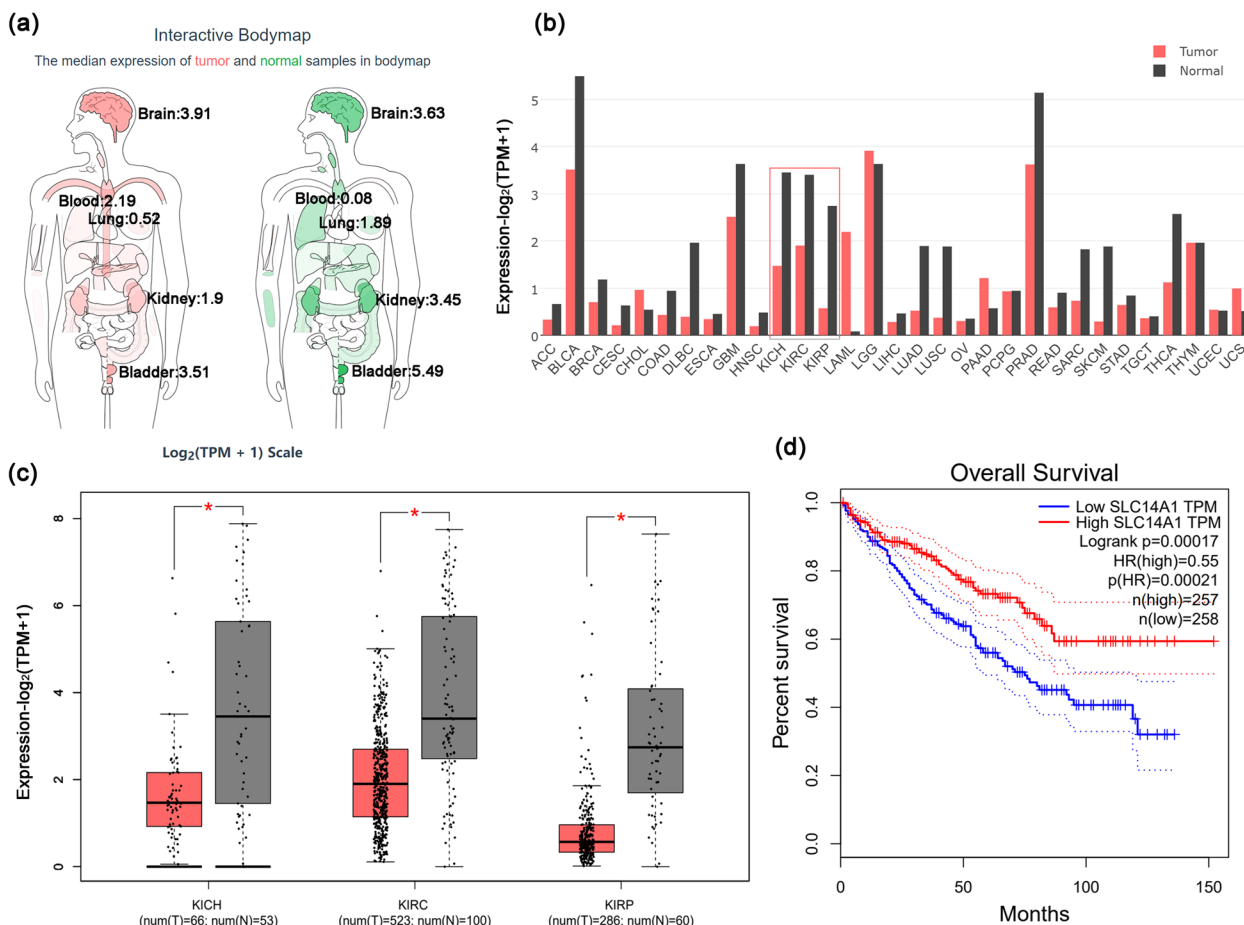 (a)
Interactive Bodymap
The median expression of tumor and normal samples in bodymap
Brain:3.91
Blood:2.19
Lung:0.52
Kidney:1.9
Bladder:3.51
Brain:3.63
Blood:0.08
Lung:1.89
Kidney:3.45
Bladder:5.49
Log₂(TPM + 1) Scale
(b)
Tumor
Normal
Expression-log₂(TPM+1)
5
4
3
2
1
0
ACC
BLCA
BRCA
CESC
CHOL
COAD
DLBC
ESCA
GBM
HNSC
KICH
KIRC
KIRP
LAML
LGG
LIHC
LUAD
LUSC
OV
PAAD
PCPG
PRAD
READ
SARC
SKCM
STAD
TGCT
THCA
THYM
UCEC
UCS
(c)
Expression-log₂(TPM+1)
8
6
4
2
0
*
*
*
KICH
(num(T)=66; num(N)=53)
KIRC
(num(T)=523; num(N)=100)
KIRP
(num(T)=286; num(N)=60)
(d)
Overall Survival
Low SLC14A1 TPM
High SLC14A1 TPM
Logrank p=0.00017
HR(high)=0.55
p(HR)=0.00021
n(high)=257
n(low)=258
Percent survival
1.0
0.8
0.6
0.4
0.2
0.0
0
50
100
150
Months